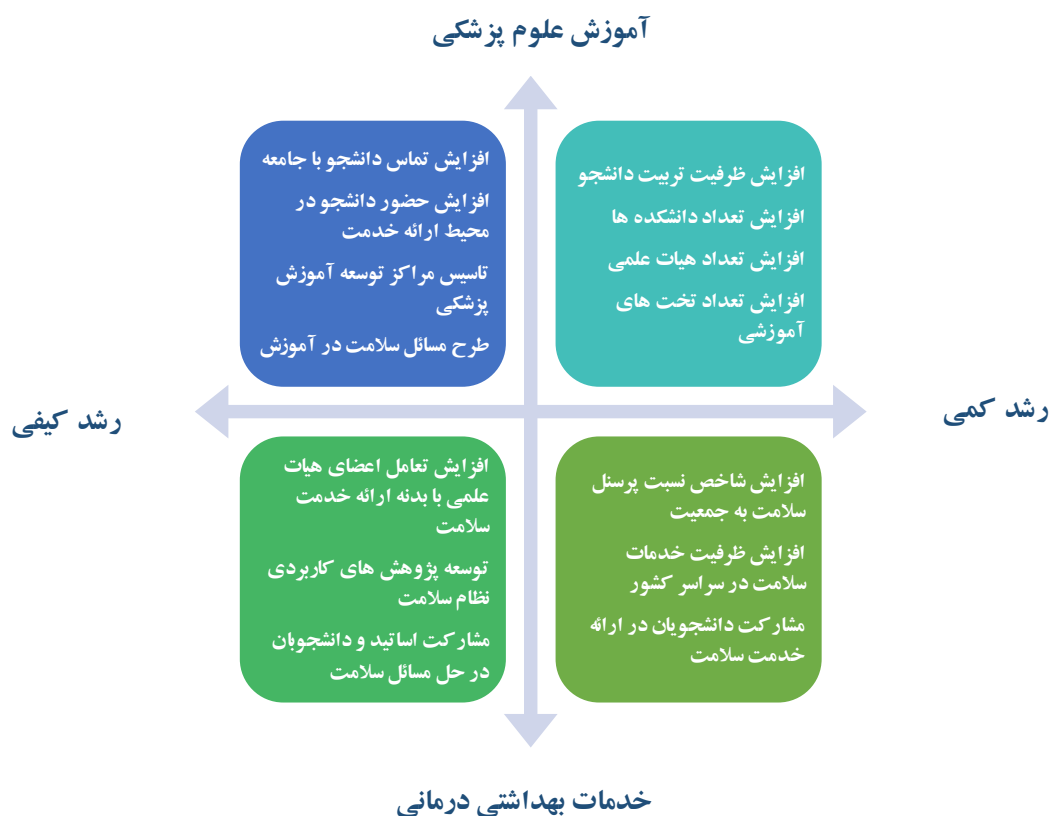 آموزش علوم پزشکی
افزایش ظرفیت تربیت دانشجو
افزایش تعداد دانشکده ها
افزایش تعداد هیات علمی
افزایش تعداد تخت های
آموزشی
افزایش تماس دانشجو با جامعه
افزایش حضور دانشجو در
محیط ارائه خدمت
تاسیس مراکز توسعه آموزش
پزشکی
طرح مسائل سلامت در آموزش
رشد کمی
رشد کیفی
افزایش شاخص نسبت پرسنل
سلامت به جمعیت
افزایش ظرفیت خدمات
سلامت در سراسر کشور
مشارکت دانشجویان در ارائه
خدمت سلامت
افزایش تعامل اعضای هیات
علمی با بدنه ارائه خدمت
سلامت
توسعه پژوهش های کاربردی
نظام سلامت
مشارکت اساتید و دانشجویان
در حل مسائل سلامت
خدمات بهداشتی درمانی